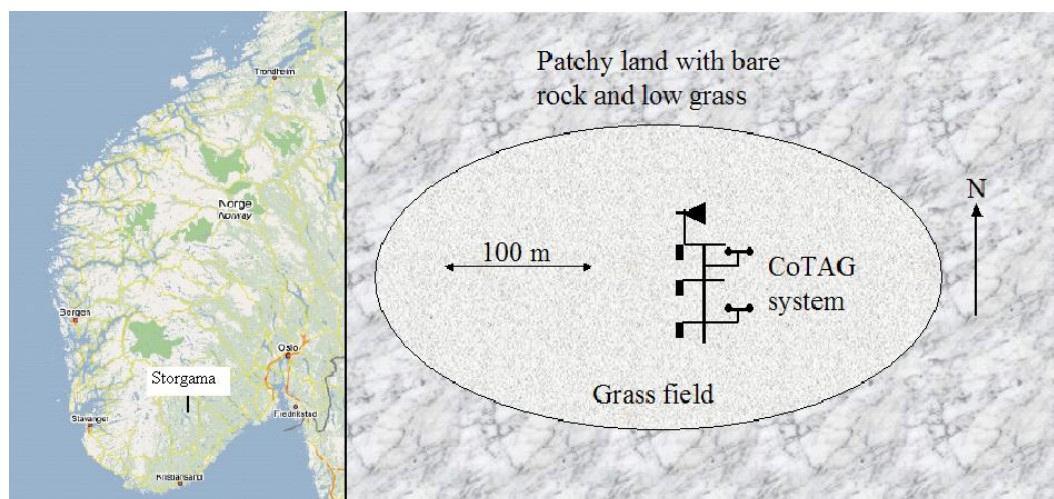 Trondheim
Norge
Norway
Bergen
Oslo
Storgama
Stavanger
Fredrikstad
Kristiansand
Patchy land with bare
rock and low grass
N
100 m
CoTAG
system
Grass field